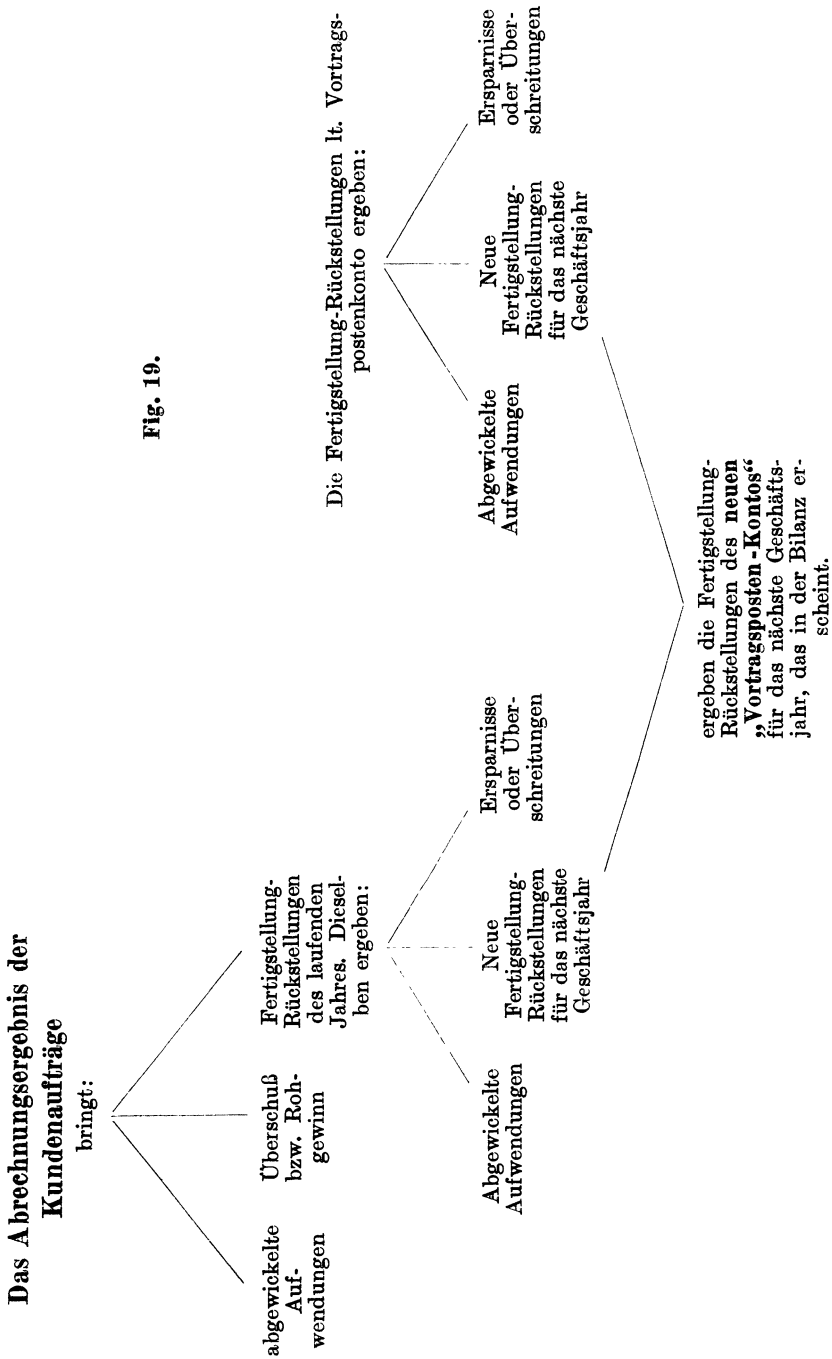 Das Abrechnungsergebnis der
Kundenaufträge
bringt:
abgewickelte
Auf-
wendungen
Überschuß
bzw. Roh-
gewinn
Fertigstellung-
Rückstellungen
des laufenden
Jahres. Diesel-
ben ergeben:
Abgewickelte
Aufwendungen
Neue
Fertigstellung-
Rückstellungen
für das nächste
Geschäftsjahr
Ersparnisse
oder Über-
schreitungen
Fig. 19.
Die Fertigstellung-Rückstellungen lt. Vortrags-
postenkonto ergeben:
Abgewickelte
Aufwendungen
Neue
Fertigstellung-
Rückstellungen
für das nächste
Geschäftsjahr
Ersparnisse
oder Über-
schreitungen
ergeben die Fertigstellung-
Rückstellungen des neuen
„Vortragsposten-Kontos“
für das nächste Geschäfts-
jahr, das in der Bilanz er-
scheint.